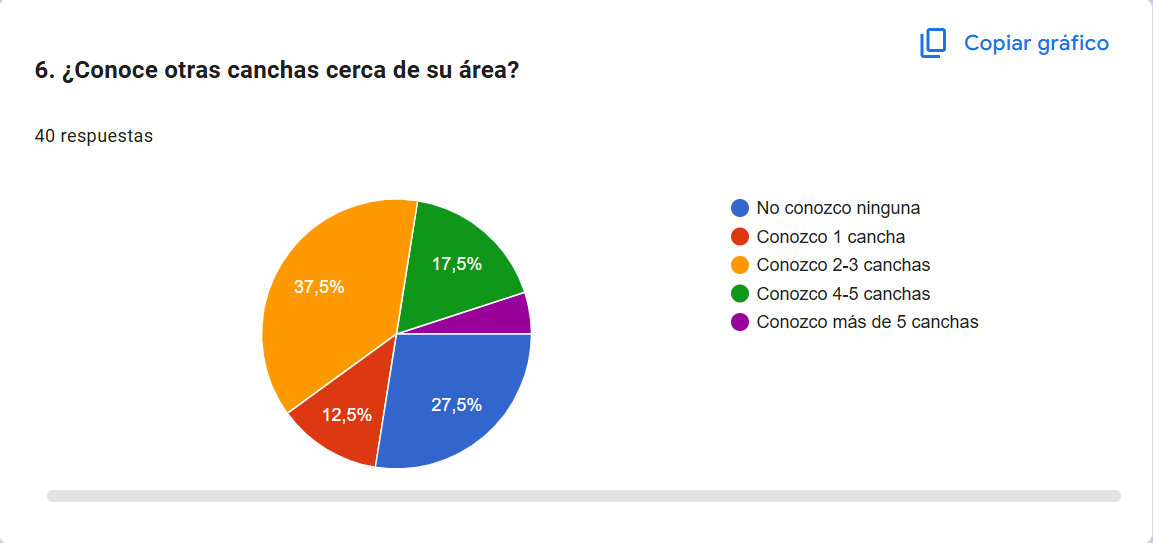 Copiar gráfico
6. ¿Conoce otras canchas cerca de su área?
40 respuestas
No conozco ninguna
Conozco 1 cancha
Conozco 2-3 canchas
Conozco 4-5 canchas
Conozco más de 5 canchas
17,5%
37,5%
27,5%
12,5%